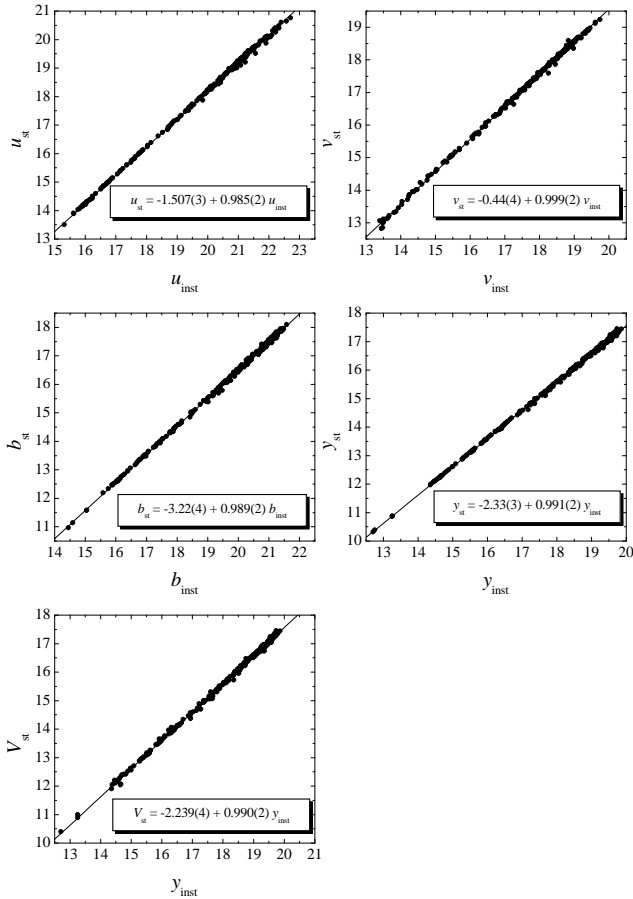 21
20
19
18
17
16
15
14
13
u_st
u_st = -1.507(3) + 0.985(2) u_inst
15 16 17 18 19 20 21 22 23
u_inst
19
18
17
16
15
14
13
v_st
v_st = -0.44(4) + 0.999(2) v_inst
13 14 15 16 17 18 19 20
v_inst
18
17
16
15
14
13
12
11
b_st
b_st = -3.22(4) + 0.989(2) b_inst
14 15 16 17 18 19 20 21 22
b_inst
18
17
16
15
14
13
12
11
10
y_st
y_st = -2.33(3) + 0.991(2) y_inst
13 14 15 16 17 18 19 20
y_inst
18
17
16
15
14
13
12
11
10
V_st
V_st = -2.239(4) + 0.990(2) y_inst
13 14 15 16 17 18 19 20 21
y_inst